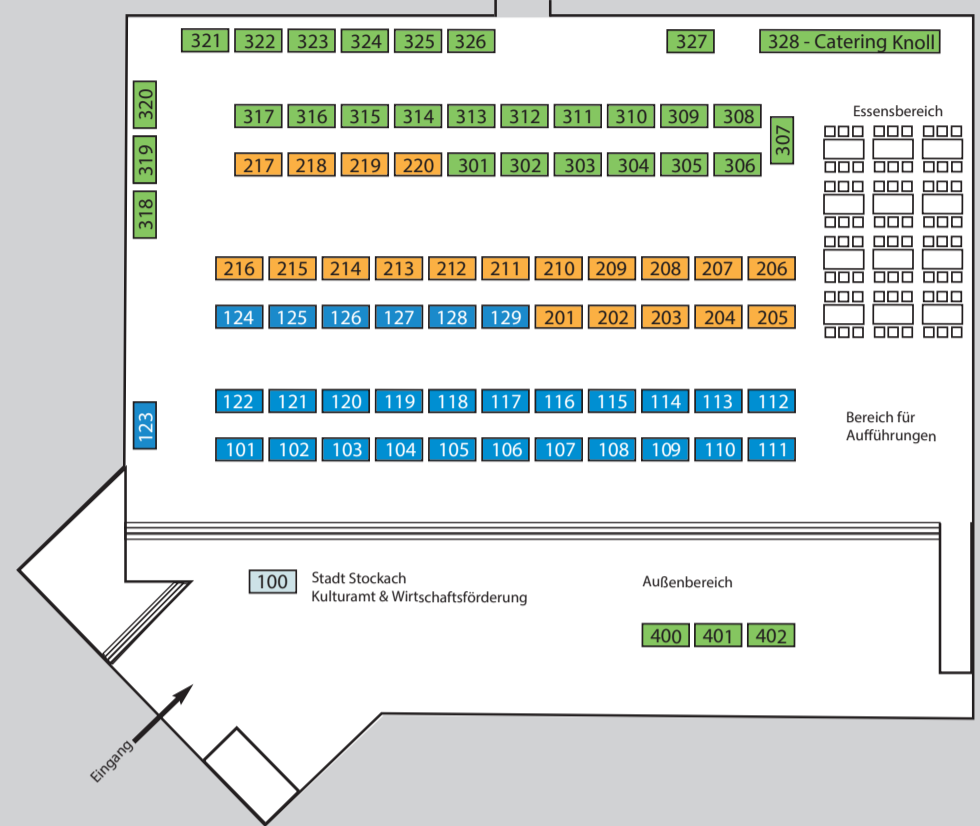 321 322 323 324 325 326 327 328 - Catering Knoll
320
319
318
317 316 315 314 313 312 311 310 309 308
307
217 218 219 220 301 302 303 304 305 306
Essensbereich
216 215 214 213 212 211 210 209 208 207 206
124 125 126 127 128 129 201 202 203 204 205
123
122 121 120 119 118 117 116 115 114 113 112
101 102 103 104 105 106 107 108 109 110 111
Bereich für
Aufführungen
100
Stadt Stockach
Kulturamt & Wirtschaftsförderung
Außenbereich
400 401 402
Eingang